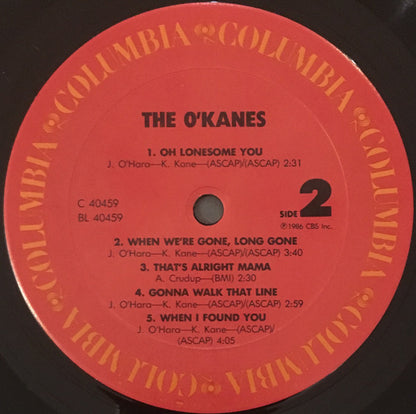 COLUMBIA COLUMBIA COLUMBIA COLUMBIA COLUMBIA COLUMBIA
THE O'KANES
1. OH LONESOME YOU
J. O'Hara—K. Kane—(ASCAP)/(ASCAP) 2:31
C 40459
BL 40459
SIDE 2
℗1986 CBS Inc.
2. WHEN WE'RE GONE, LONG GONE
J. O'Hara—K. Kane—(ASCAP)/(ASCAP) 3:40
3. THAT'S ALRIGHT MAMA
A. Crudup—(BMI) 2:30
4. GONNA WALK THAT LINE
J. O'Hara—K. Kane—(ASCAP)/(ASCAP) 2:59
5. WHEN I FOUND YOU
J. O'Hara—K. Kane—(ASCAP)/
(ASCAP) 4:05